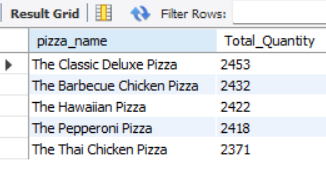 Result Grid Filter Rows:
pizza_name Total_Quantity
The Classic Deluxe Pizza 2453
The Barbecue Chicken Pizza 2432
The Hawaiian Pizza 2422
The Pepperoni Pizza 2418
The Thai Chicken Pizza 2371